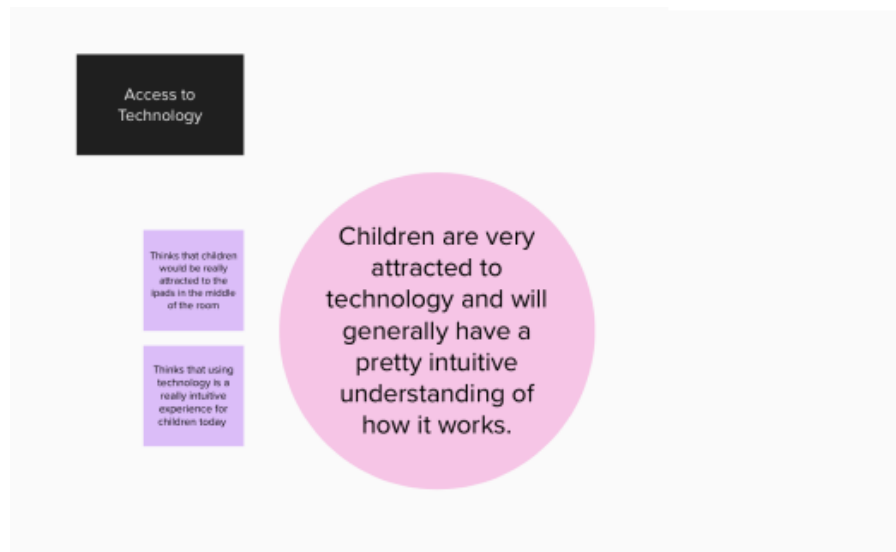 Access to
Technology
Thinks that children
would be really
attracted to the
ipads in the middle
of the room
Thinks that using
technology is a
really intuitive
experience for
children today
Children are very
attracted to
technology and will
generally have a
pretty intuitive
understanding of
how it works.